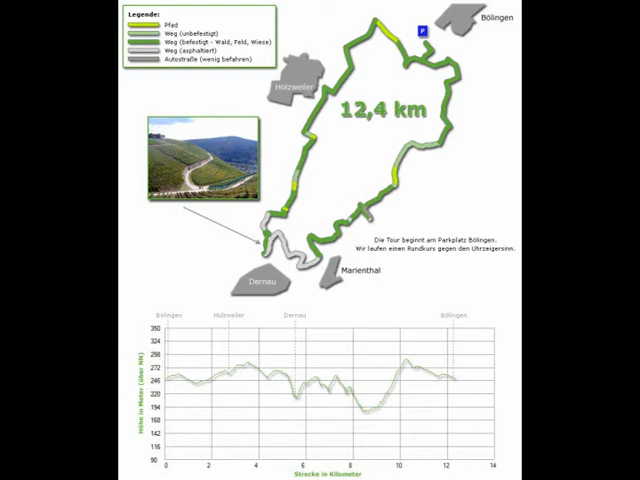 Legende:
Pfad
Weg (unbefestigt)
Weg (befestigt - Wald, Feld, Wiese)
Weg (asphaltiert)
Autostraße (wenig befahren)
P
Bölingen
Holzweiler
12,4 km
Die Tour beginnt am Parkplatz Bölingen.
Wir laufen einen Rundkurs gegen den Uhrzeigersinn.
Marienthal
Dernau
Bölingen Holzweiler Dernau Bölingen
350
324
298
272
246
220
194
168
142
116
90
Höhe in Meter (über NN)
0 2 4 6 8 10 12 14
Strecke in Kilometer